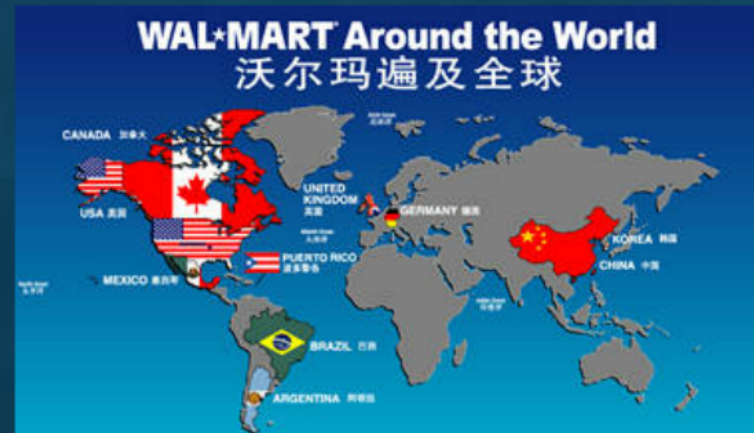 WAL★MART Around the World
沃尔玛遍及全球
CANADA 加拿大
UNITED
KINGDOM
英国
GERMANY 德国
USA 美国
KOREA 韩国
PUERTO RICO
波多黎各
CHINA 中国
MEXICO 墨西哥
BRAZIL 巴西
ARGENTINA 阿根廷